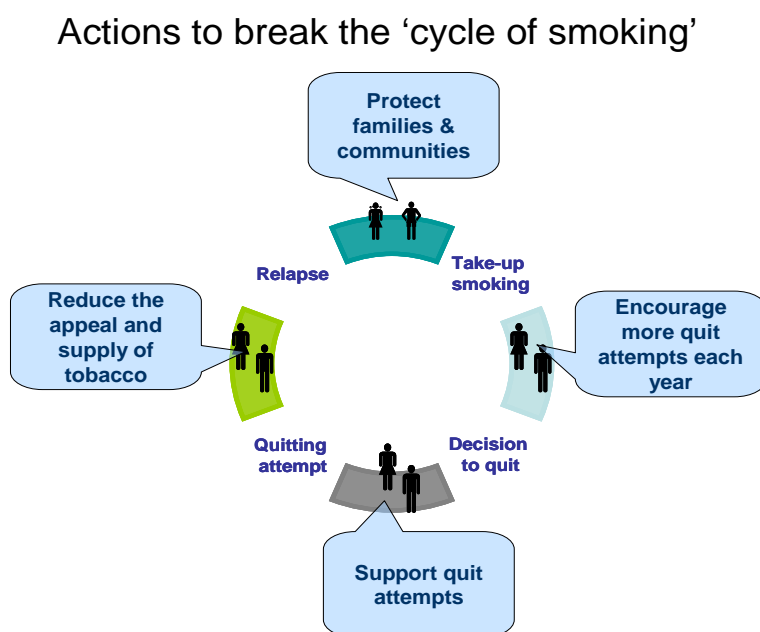 Actions to break the ‘cycle of smoking’
Protect
families &
communities
Relapse
Take-up
smoking
Reduce the
appeal and
supply of
tobacco
Encourage
more quit
attempts each
year
Quitting
attempt
Decision
to quit
Support quit
attempts